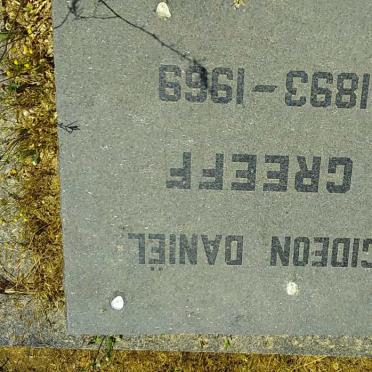 GIDEON DANIËL
GREEFF
1893-1969